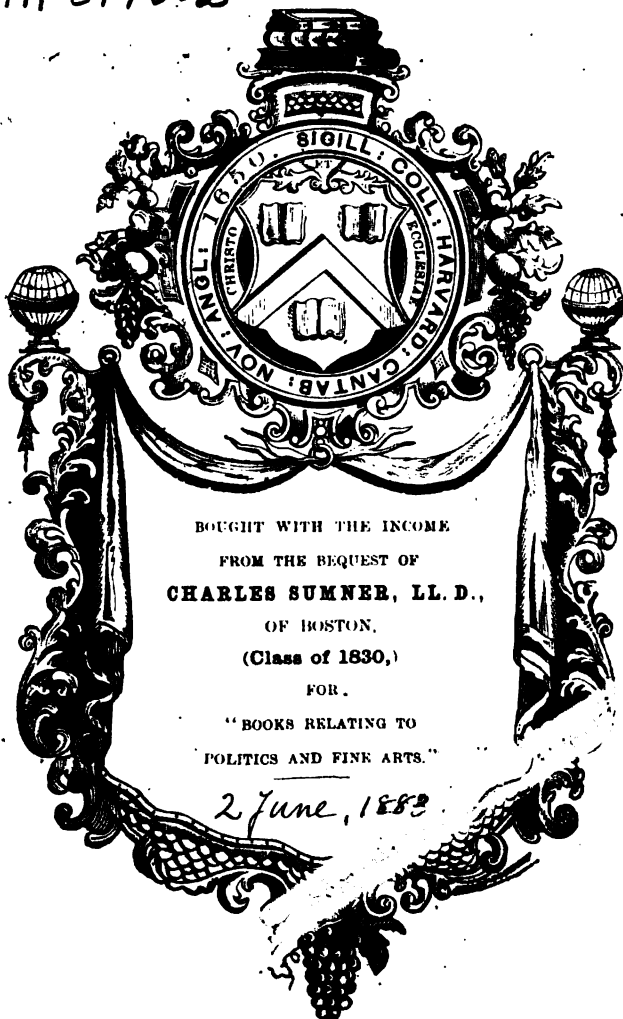 SIGILL: COLL: HARVARD: CANTAB: NOV: ANGL: 1650.
CHRISTO
ET
ECCLESIAE
BOUGHT WITH THE INCOME
FROM THE BEQUEST OF
CHARLES SUMNER, LL. D.,
OF BOSTON,
(Class of 1830,)
FOR.
"BOOKS RELATING TO
POLITICS AND FINE ARTS."
2 June, 1883.